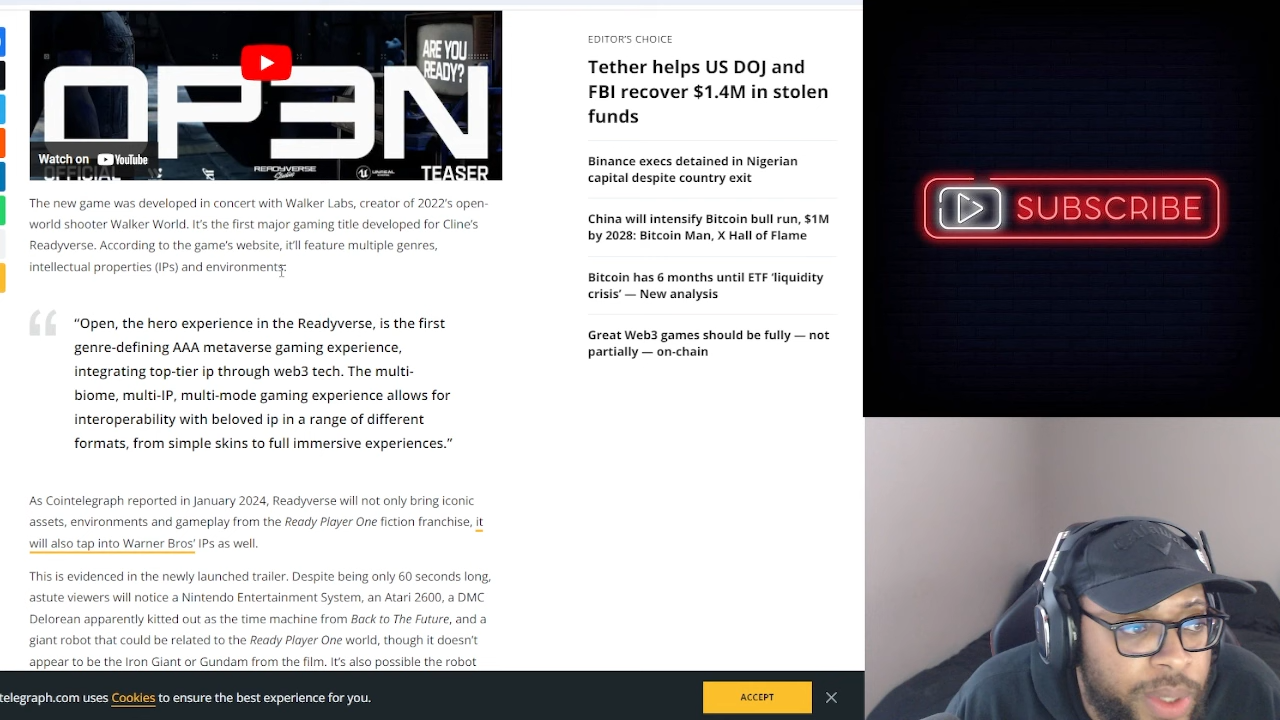 ARE YOU
READY?
OP3N
Watch on YouTube
OFFICIAL
READYVERSE
Studios
UNREAL
TEASER
The new game was developed in concert with Walker Labs, creator of 2022's open-
world shooter Walker World. It's the first major gaming title developed for Cline's
Readyverse. According to the game's website, it'll feature multiple genres,
intellectual properties (IPs) and environments:
“Open, the hero experience in the Readyverse, is the first
genre-defining AAA metaverse gaming experience,
integrating top-tier ip through web3 tech. The multi-
biome, multi-IP, multi-mode gaming experience allows for
interoperability with beloved ip in a range of different
formats, from simple skins to full immersive experiences.”
As Cointelegraph reported in January 2024, Readyverse will not only bring iconic
assets, environments and gameplay from the Ready Player One fiction franchise, it
will also tap into Warner Bros' IPs as well.
This is evidenced in the newly launched trailer. Despite being only 60 seconds long,
astute viewers will notice a Nintendo Entertainment System, an Atari 2600, a DMC
Delorean apparently kitted out as the time machine from Back to The Future, and a
giant robot that could be related to the Ready Player One world, though it doesn't
appear to be the Iron Giant or Gundam from the film. It's also possible the robot
EDITOR'S CHOICE
Tether helps US DOJ and
FBI recover $1.4M in stolen
funds
Binance execs detained in Nigerian
capital despite country exit
China will intensify Bitcoin bull run, $1M
by 2028: Bitcoin Man, X Hall of Flame
Bitcoin has 6 months until ETF ‘liquidity
crisis’ — New analysis
Great Web3 games should be fully — not
partially — on-chain
telegraph.com uses Cookies to ensure the best experience for you.
ACCEPT
SUBSCRIBE